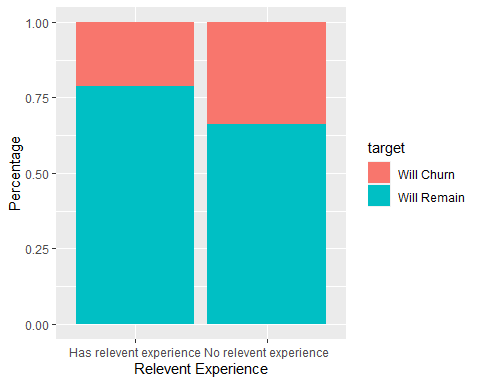 1.00
0.75
0.50
0.25
0.00
Percentage
Has relevent experience No relevent experience
Relevent Experience
target
Will Churn
Will Remain